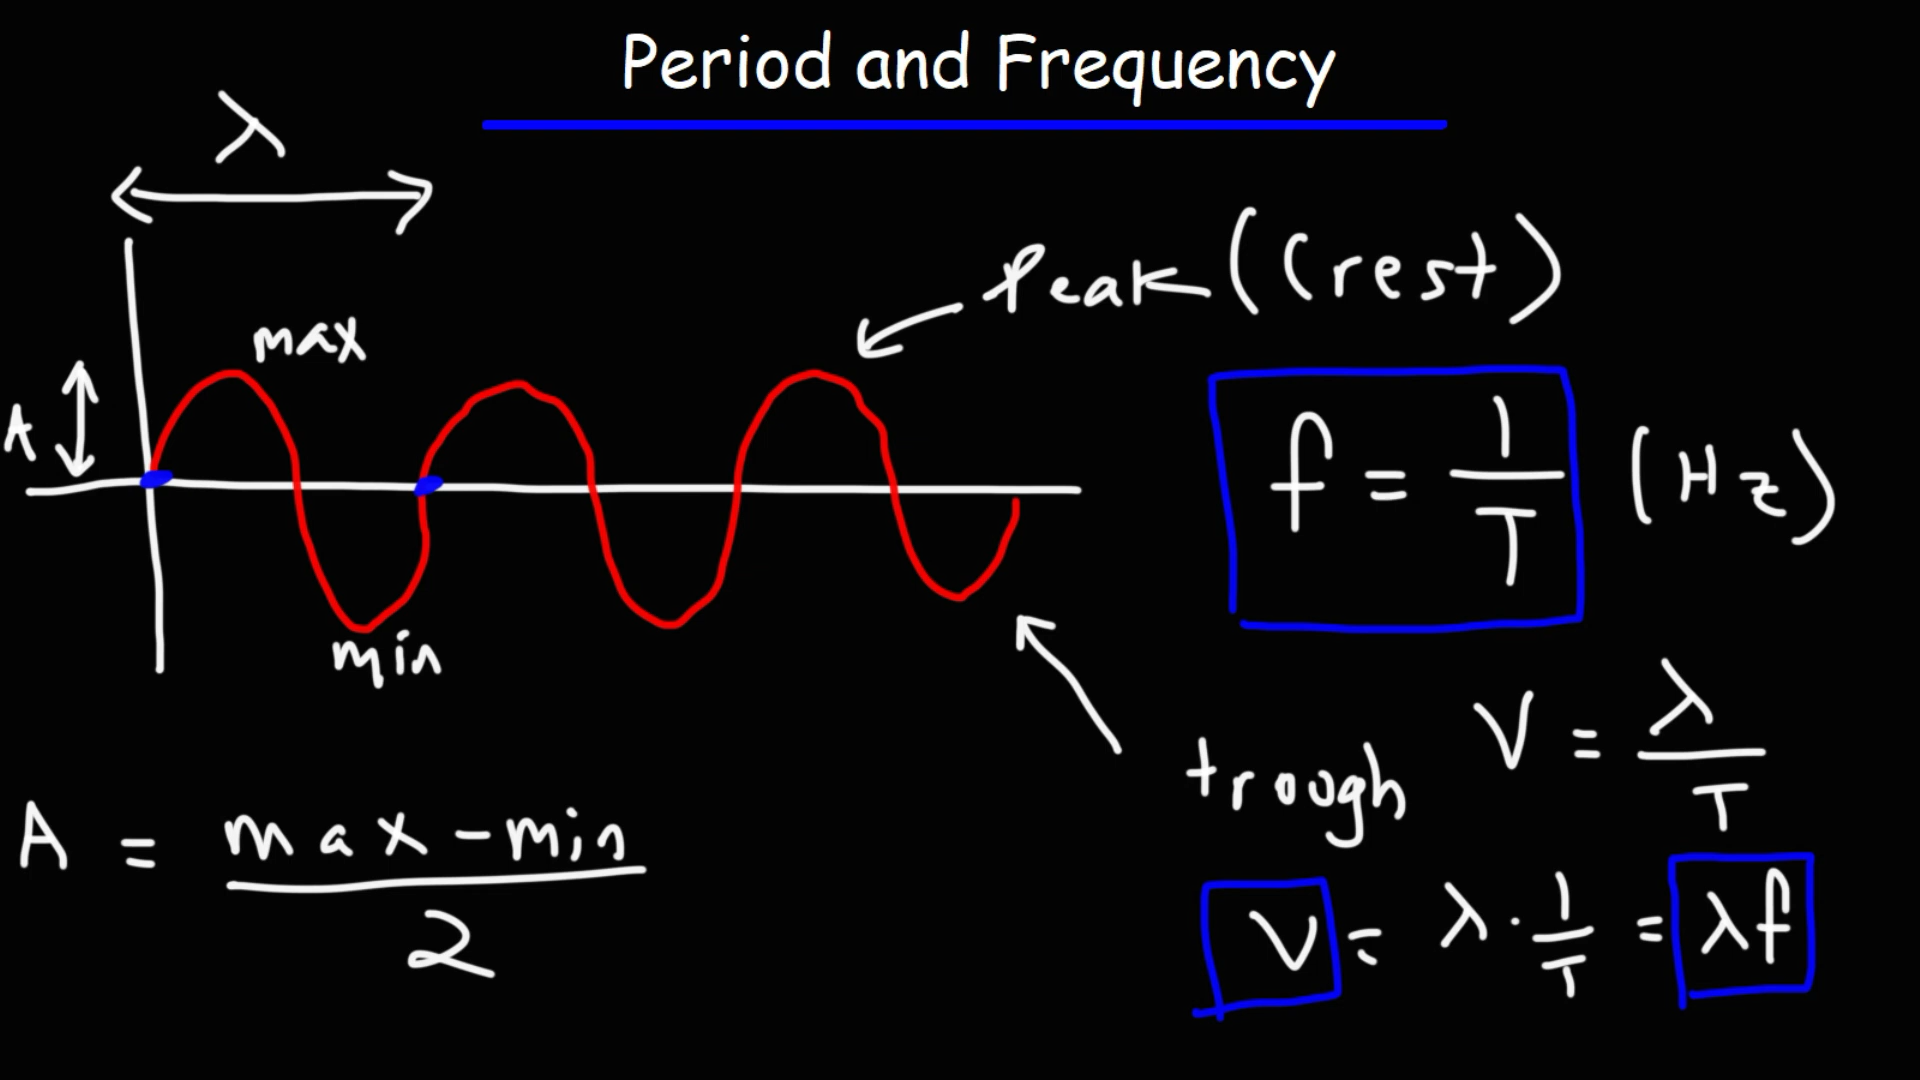 Period and Frequency
λ
max
Peak (Crest)
A
f = 1/T (Hz)
min
trough
V = λ/T
A = max - min / 2
V = λ · 1/T = λf